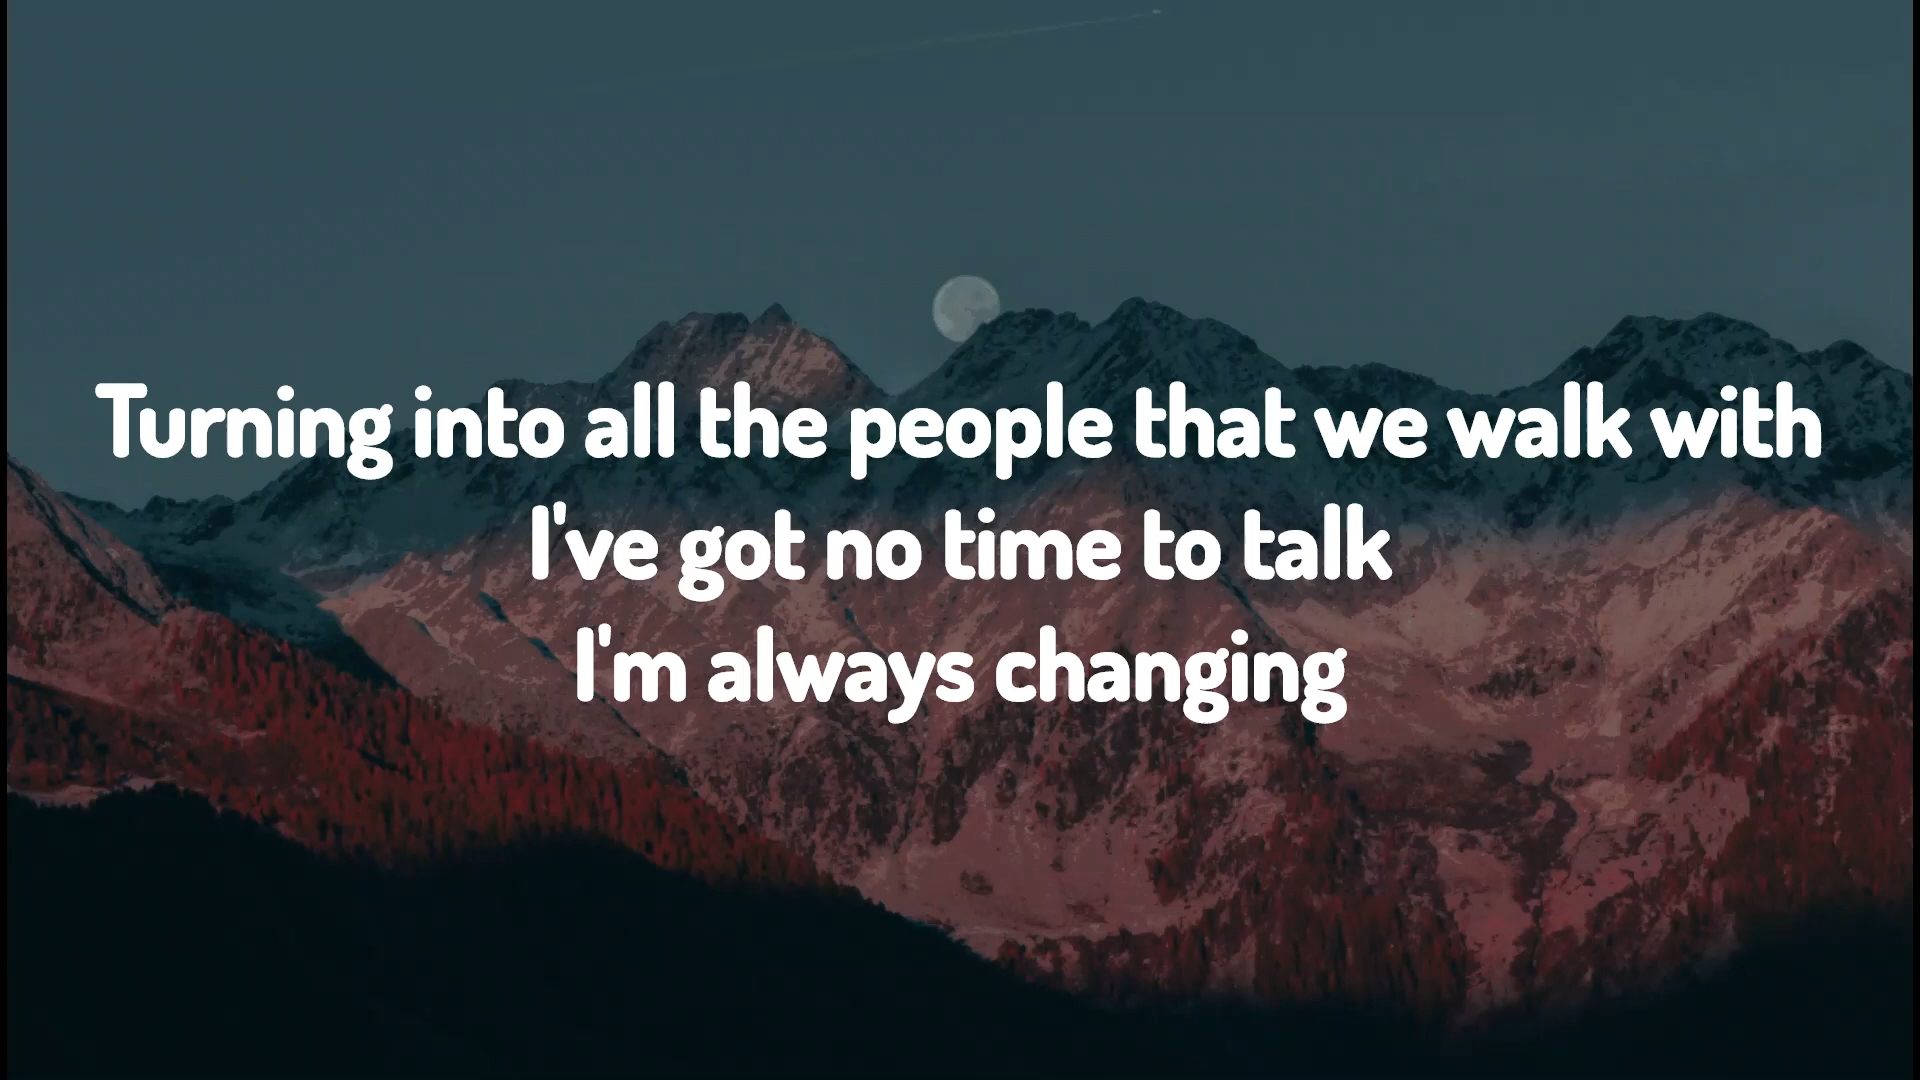 Turning into all the people that we walk with
I've got no time to talk
I'm always changing